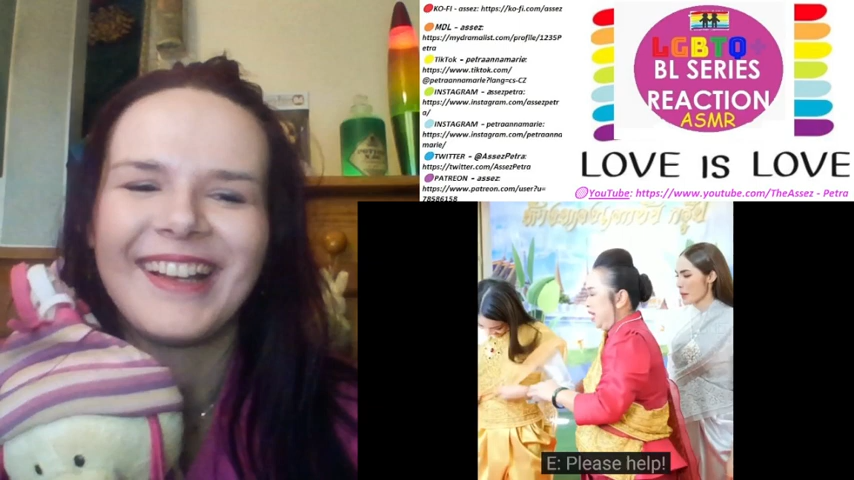 KO-FI - assez: https://ko-fi.com/assez
MDL - assez:
https://mydramalist.com/profile/1235P
etra
TikTok - petraannamarie:
https://www.tiktok.com/
@petraannamarie?lang=cs-CZ
INSTAGRAM - assezpetra:
https://www.instagram.com/assezpetr
a/
INSTAGRAM - petraannamarie:
https://www.instagram.com/petraanna
marie/
TWITTER - @AssezPetra:
https://twitter.com/AssezPetra
PATREON - assez:
https://www.patreon.com/user?u=
78586158
LGBTQ+
BL SERIES
REACTION
ASMR
LOVE IS LOVE
YouTube: https://www.youtube.com/TheAssez - Petra
E: Please help!